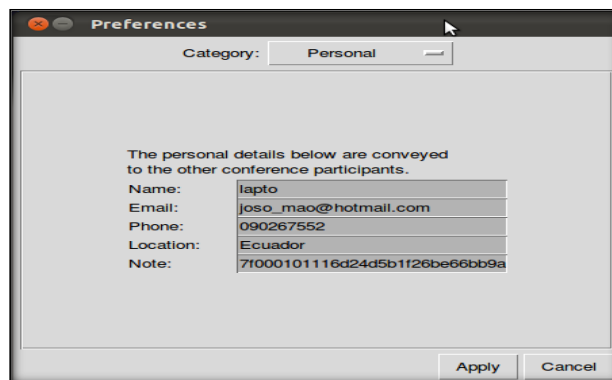 Preferences
Category: Personal
The personal details below are conveyed
to the other conference participants.
Name: lapto
Email: joso_mao@hotmail.com
Phone: 090267552
Location: Ecuador
Note: 7f000101116d24d5b1f26be66bb9a
Apply Cancel